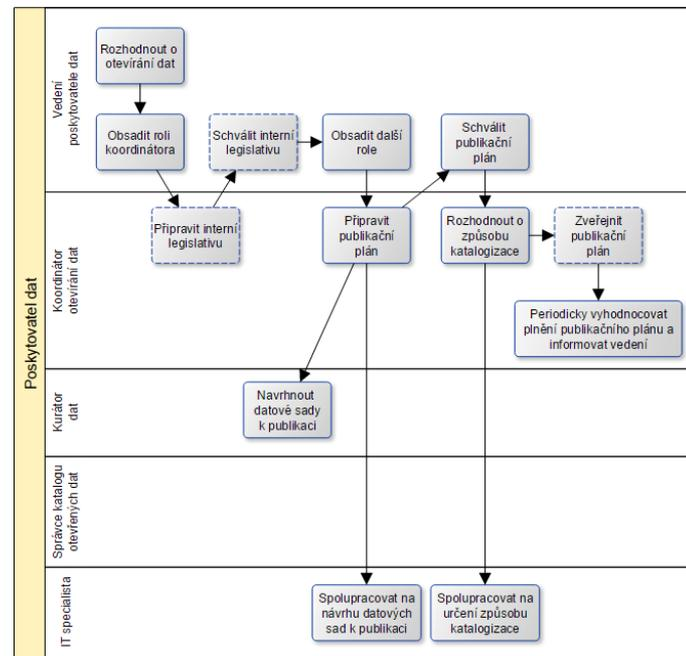 Poskytovatel dat
Vedení
poskytovatele dat
Rozhodnout o
otevírání dat
Obsadit roli
koordinátora
Schválit interní
legislativu
Obsadit další
role
Schválit
publikační
plán
Koordinátor
otevírání dat
Připravit interní
legislativu
Připravit
publikační
plán
Rozhodnout o
způsobu
katalogizace
Zveřejnit
publikační
plán
Periodicky vyhodnocovat
plnění publikačního plánu a
informovat vedení
Kurátor
dat
Navrhnout
datové sady
k publikaci
Správce katalogu
otevřených dat
IT specialista
Spolupracovat na
návrhu datových
sad k publikaci
Spolupracovat na
určení způsobu
katalogizace